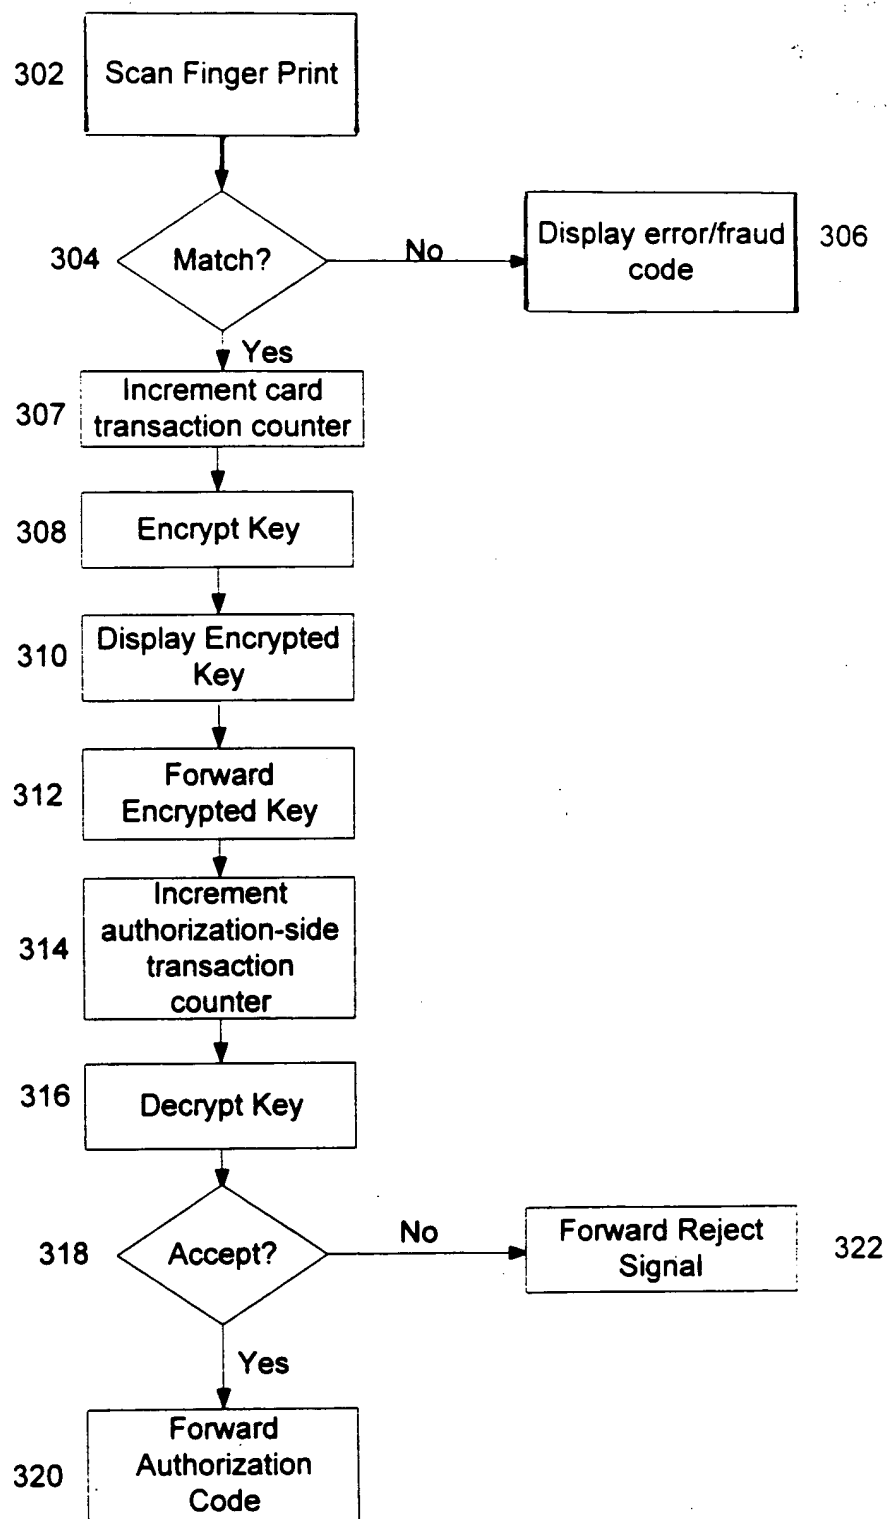 302
Scan Finger Print
304
Match?
No
Display error/fraud
code
306
Yes
307
Increment card
transaction counter
308
Encrypt Key
310
Display Encrypted
Key
312
Forward
Encrypted Key
314
Increment
authorization-side
transaction
counter
316
Decrypt Key
318
Accept?
No
Forward Reject
Signal
322
Yes
320
Forward
Authorization
Code